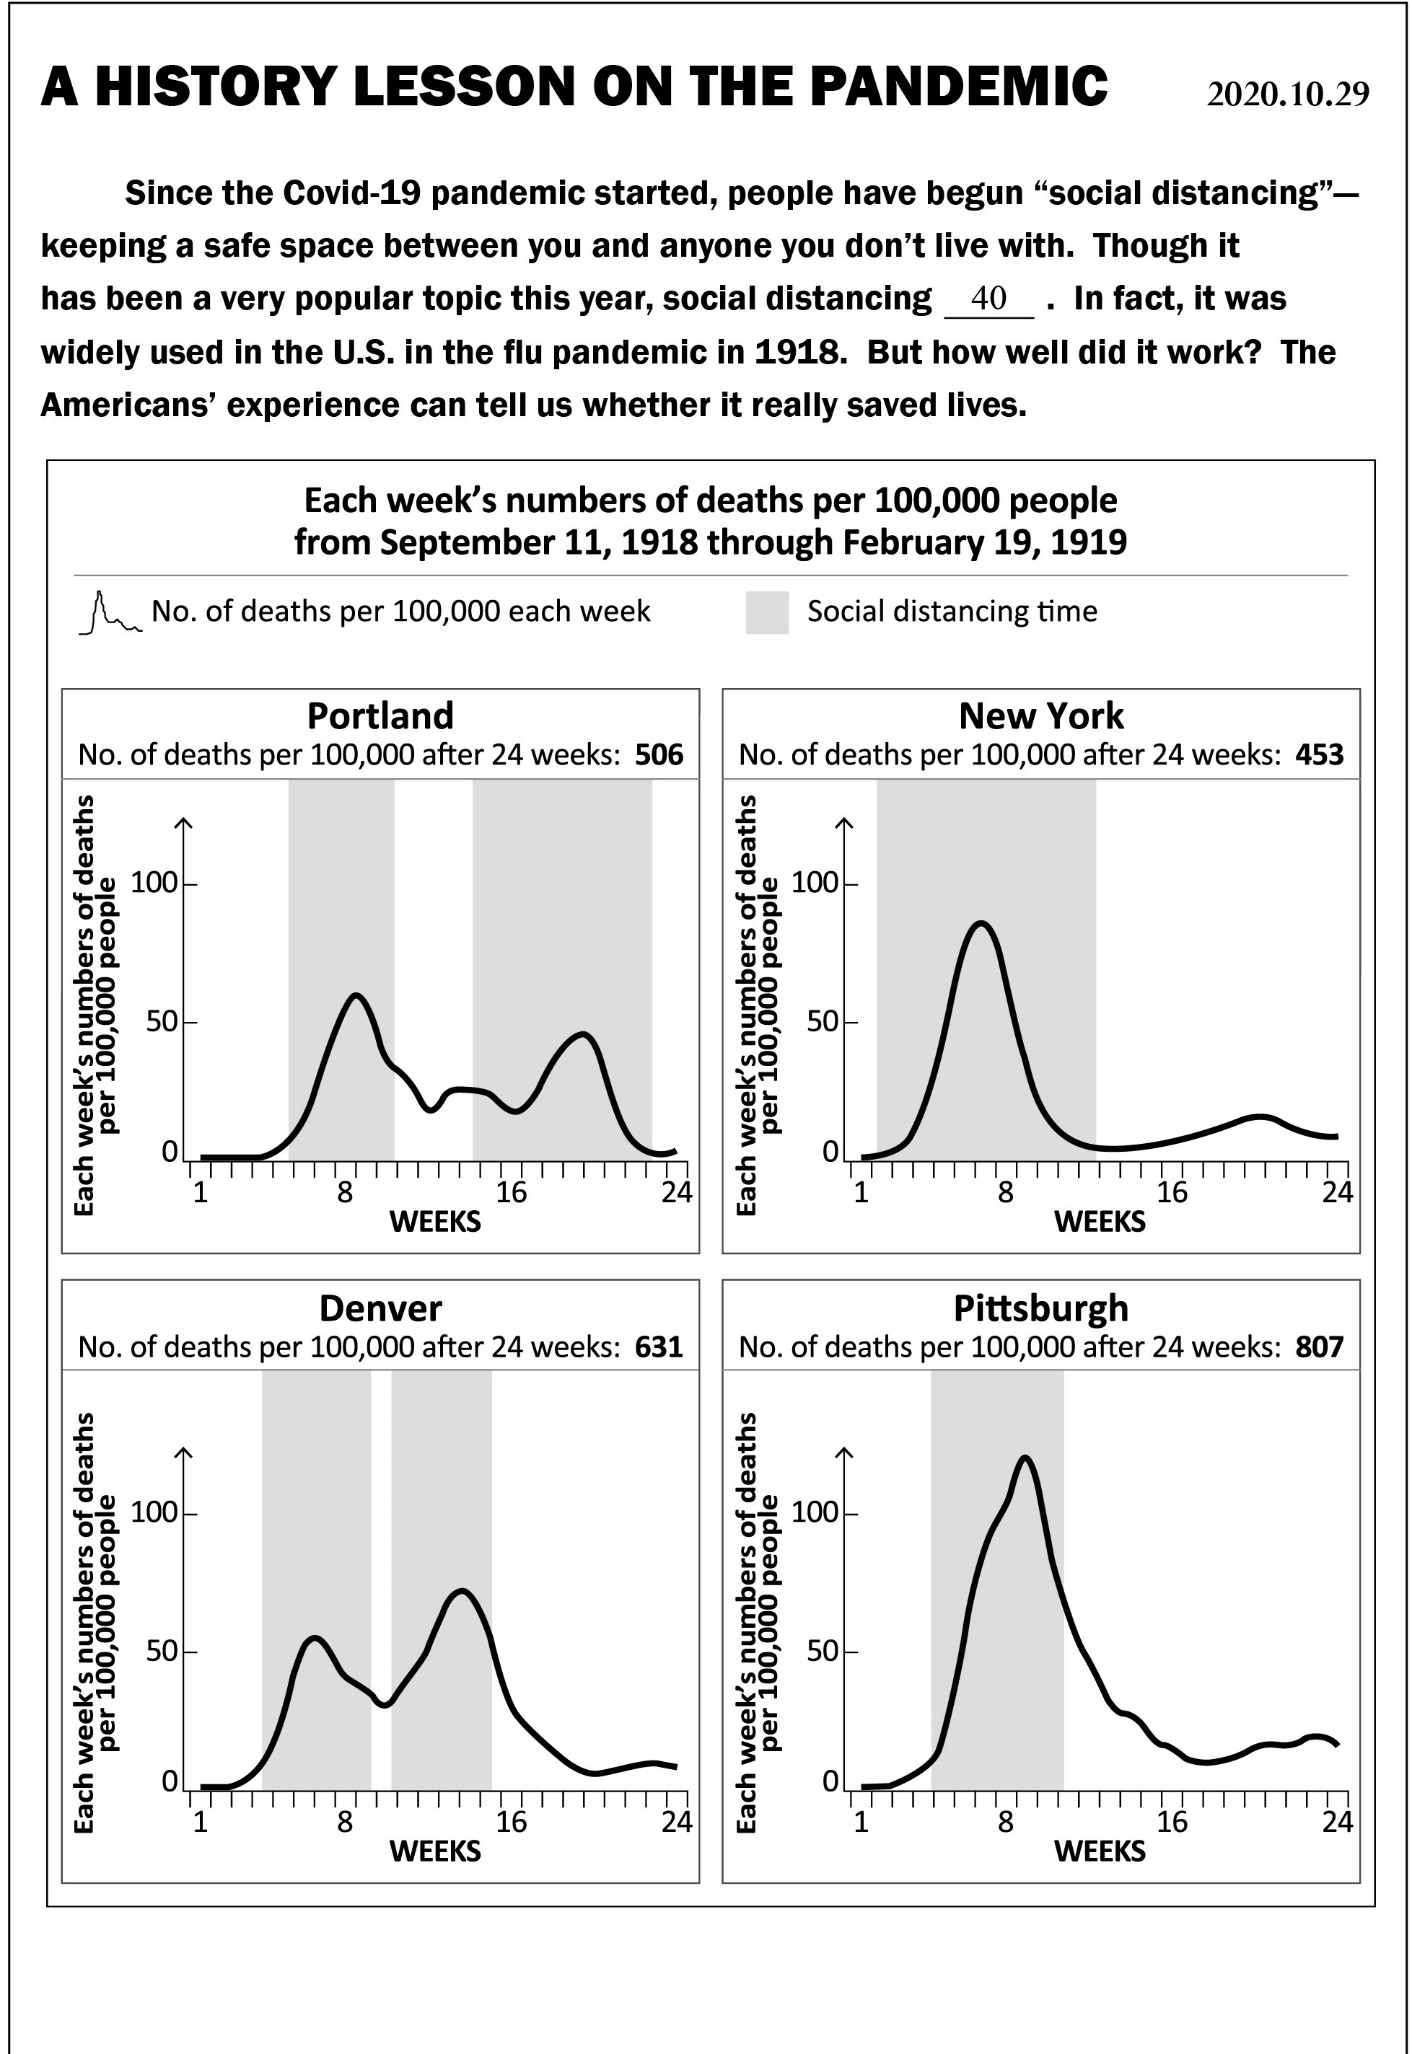 A HISTORY LESSON ON THE PANDEMIC 2020.10.29
Since the Covid-19 pandemic started, people have begun “social distancing”—
keeping a safe space between you and anyone you don’t live with. Though it
has been a very popular topic this year, social distancing 40 . In fact, it was
widely used in the U.S. in the flu pandemic in 1918. But how well did it work? The
Americans’ experience can tell us whether it really saved lives.
Each week’s numbers of deaths per 100,000 people
from September 11, 1918 through February 19, 1919
No. of deaths per 100,000 each week
Social distancing time
Portland
No. of deaths per 100,000 after 24 weeks: 506
Each week’s numbers of deaths
per 100,000 people
100
50
0
1 8 16 24
WEEKS
New York
No. of deaths per 100,000 after 24 weeks: 453
Each week’s numbers of deaths
per 100,000 people
100
50
0
1 8 16 24
WEEKS
Denver
No. of deaths per 100,000 after 24 weeks: 631
Each week’s numbers of deaths
per 100,000 people
100
50
0
1 8 16 24
WEEKS
Pittsburgh
No. of deaths per 100,000 after 24 weeks: 807
Each week’s numbers of deaths
per 100,000 people
100
50
0
1 8 16 24
WEEKS